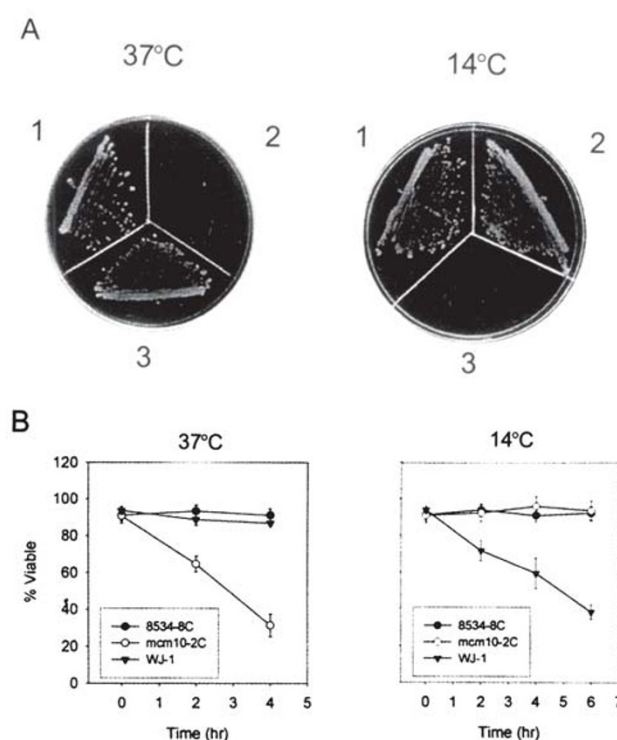 A
37°C 14°C
1 2 1 2
3 3
B
37°C 14°C
120
100
80
60
40
20
0
% Viable
8534-8C
mcm10-2C
WJ-1
8534-8C
mcm10-2C
WJ-1
0 1 2 3 4 5 0 1 2 3 4 5 6 7
Time (hr) Time (hr)